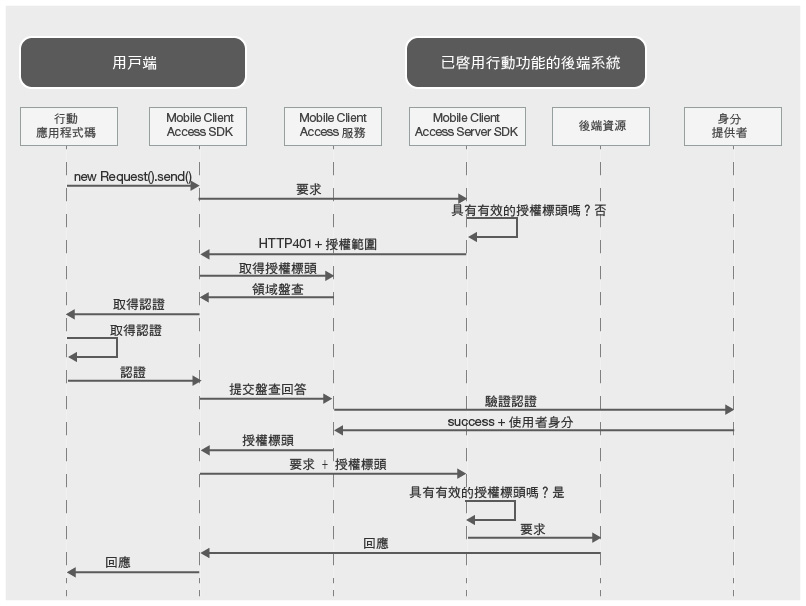 用戸端
已啓用行動功能的後端系統
行動
應用程式碼
Mobile Client
Access SDK
Mobile Client
Access 服務
Mobile Client
Access Server SDK
後端資源
身分
提供者
new Request().send()
要求
具有有效的授權標頭嗎？否
HTTP401 + 授權範圍
取得授權標頭
領域盤查
取得認證
取得認證
認證
提交盤查回答
驗證認證
success + 使用者身分
授權標頭
要求 + 授權標頭
具有有效的授權標頭嗎？是
要求
回應
回應